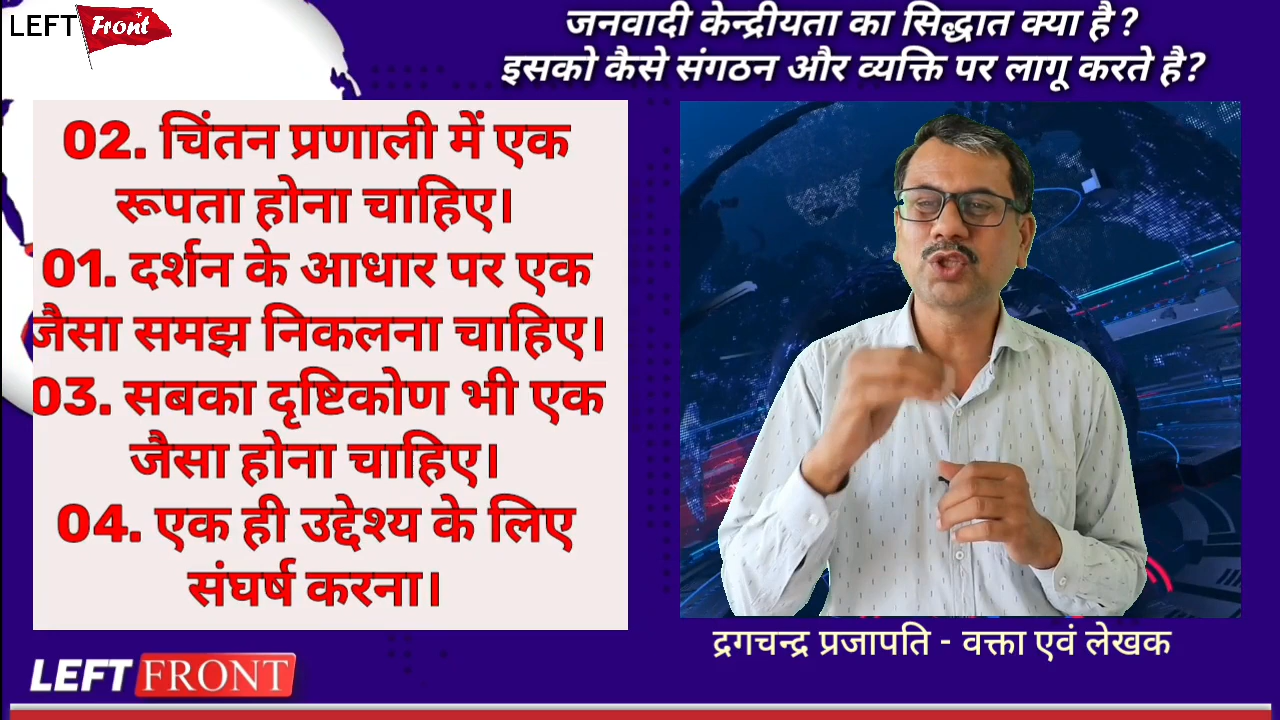 LEFT Front
जनवादी केन्द्रीयता का सिद्धात क्या है ?
इसको कैसे संगठन और व्यक्ति पर लागू करते है?
02. चिंतन प्रणाली में एक
रूपता होना चाहिए।
01. दर्शन के आधार पर एक
जैसा समझ निकलना चाहिए।
03. सबका दृष्टिकोण भी एक
जैसा होना चाहिए।
04. एक ही उद्देश्य के लिए
संघर्ष करना।
द्रगचन्द्र प्रजापति - वक्ता एवं लेखक
LEFT FRONT